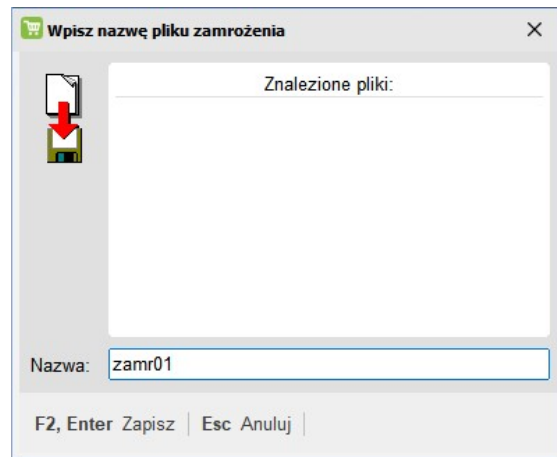 Wpisz nazwę pliku zamrożenia
Znalezione pliki:
Nazwa: zamr01
F2, Enter Zapisz | Esc Anuluj |